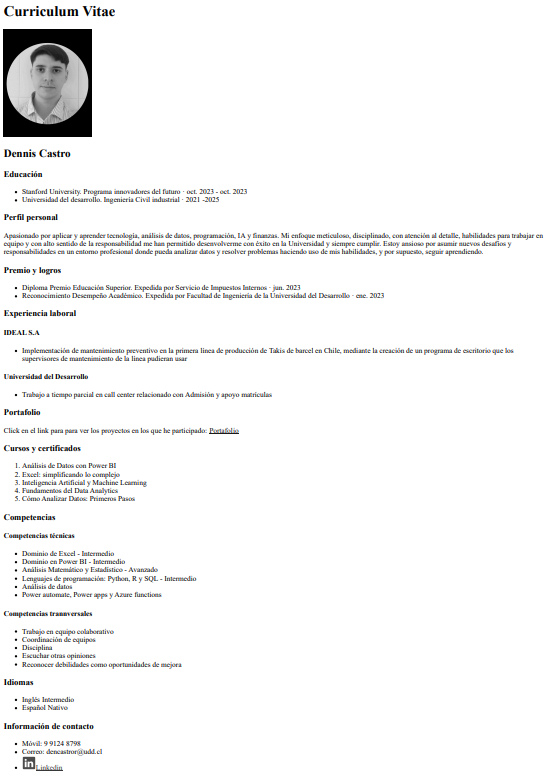 Curriculum Vitae
Dennis Castro
Educación
Stanford University. Programa innovadores del futuro · oct. 2023 - oct. 2023
Universidad del desarrollo. Ingeniería Civil industrial · 2021 -2025
Perfil personal
Apasionado por aplicar y aprender tecnología, análisis de datos, programación, IA y finanzas. Mi enfoque meticuloso, disciplinado, con atención al detalle, habilidades para trabajar en
equipo y con alto sentido de la responsabilidad me han permitido desenvolverme con éxito en la Universidad y siempre cumplir. Estoy ansioso por asumir nuevos desafíos y
responsabilidades en un entorno profesional donde pueda analizar datos y resolver problemas haciendo uso de mis habilidades, y por supuesto, seguir aprendiendo.
Premio y logros
Diploma Premio Educación Superior. Expedida por Servicio de Impuestos Internos · jun. 2023
Reconocimiento Desempeño Académico. Expedida por Facultad de Ingeniería de la Universidad del Desarrollo · ene. 2023
Experiencia laboral
IDEAL S.A
Implementación de mantenimiento preventivo en la primera línea de producción de Takis de barcel en Chile, mediante la creación de un programa de escritorio que los
supervisores de mantenimiento de la línea pudieran usar
Universidad del Desarrollo
Trabajo a tiempo parcial en call center relacionado con Admisión y apoyo matrículas
Portafolio
Click en el link para para ver los proyectos en los que he participado: Portafolio
Cursos y certificados
1. Análisis de Datos con Power BI
2. Excel: simplificando lo complejo
3. Inteligencia Artificial y Machine Learning
4. Fundamentos del Data Analytics
5. Cómo Analizar Datos: Primeros Pasos
Competencias
Competencias técnicas
Dominio de Excel - Intermedio
Dominio en Power BI - Intermedio
Análisis Matemático y Estadístico - Avanzado
Lenguajes de programación: Python, R y SQL - Intermedio
Análisis de datos
Power automate, Power apps y Azure functions
Competencias trannversales
Trabajo en equipo colaborativo
Coordinación de equipos
Disciplina
Escuchar otras opiniones
Reconocer debilidades como oportunidades de mejora
Idiomas
Inglés Intermedio
Español Nativo
Información de contacto
Móvil: 9 9124 8798
Correo: dencastror@udd.cl
in Linkedin